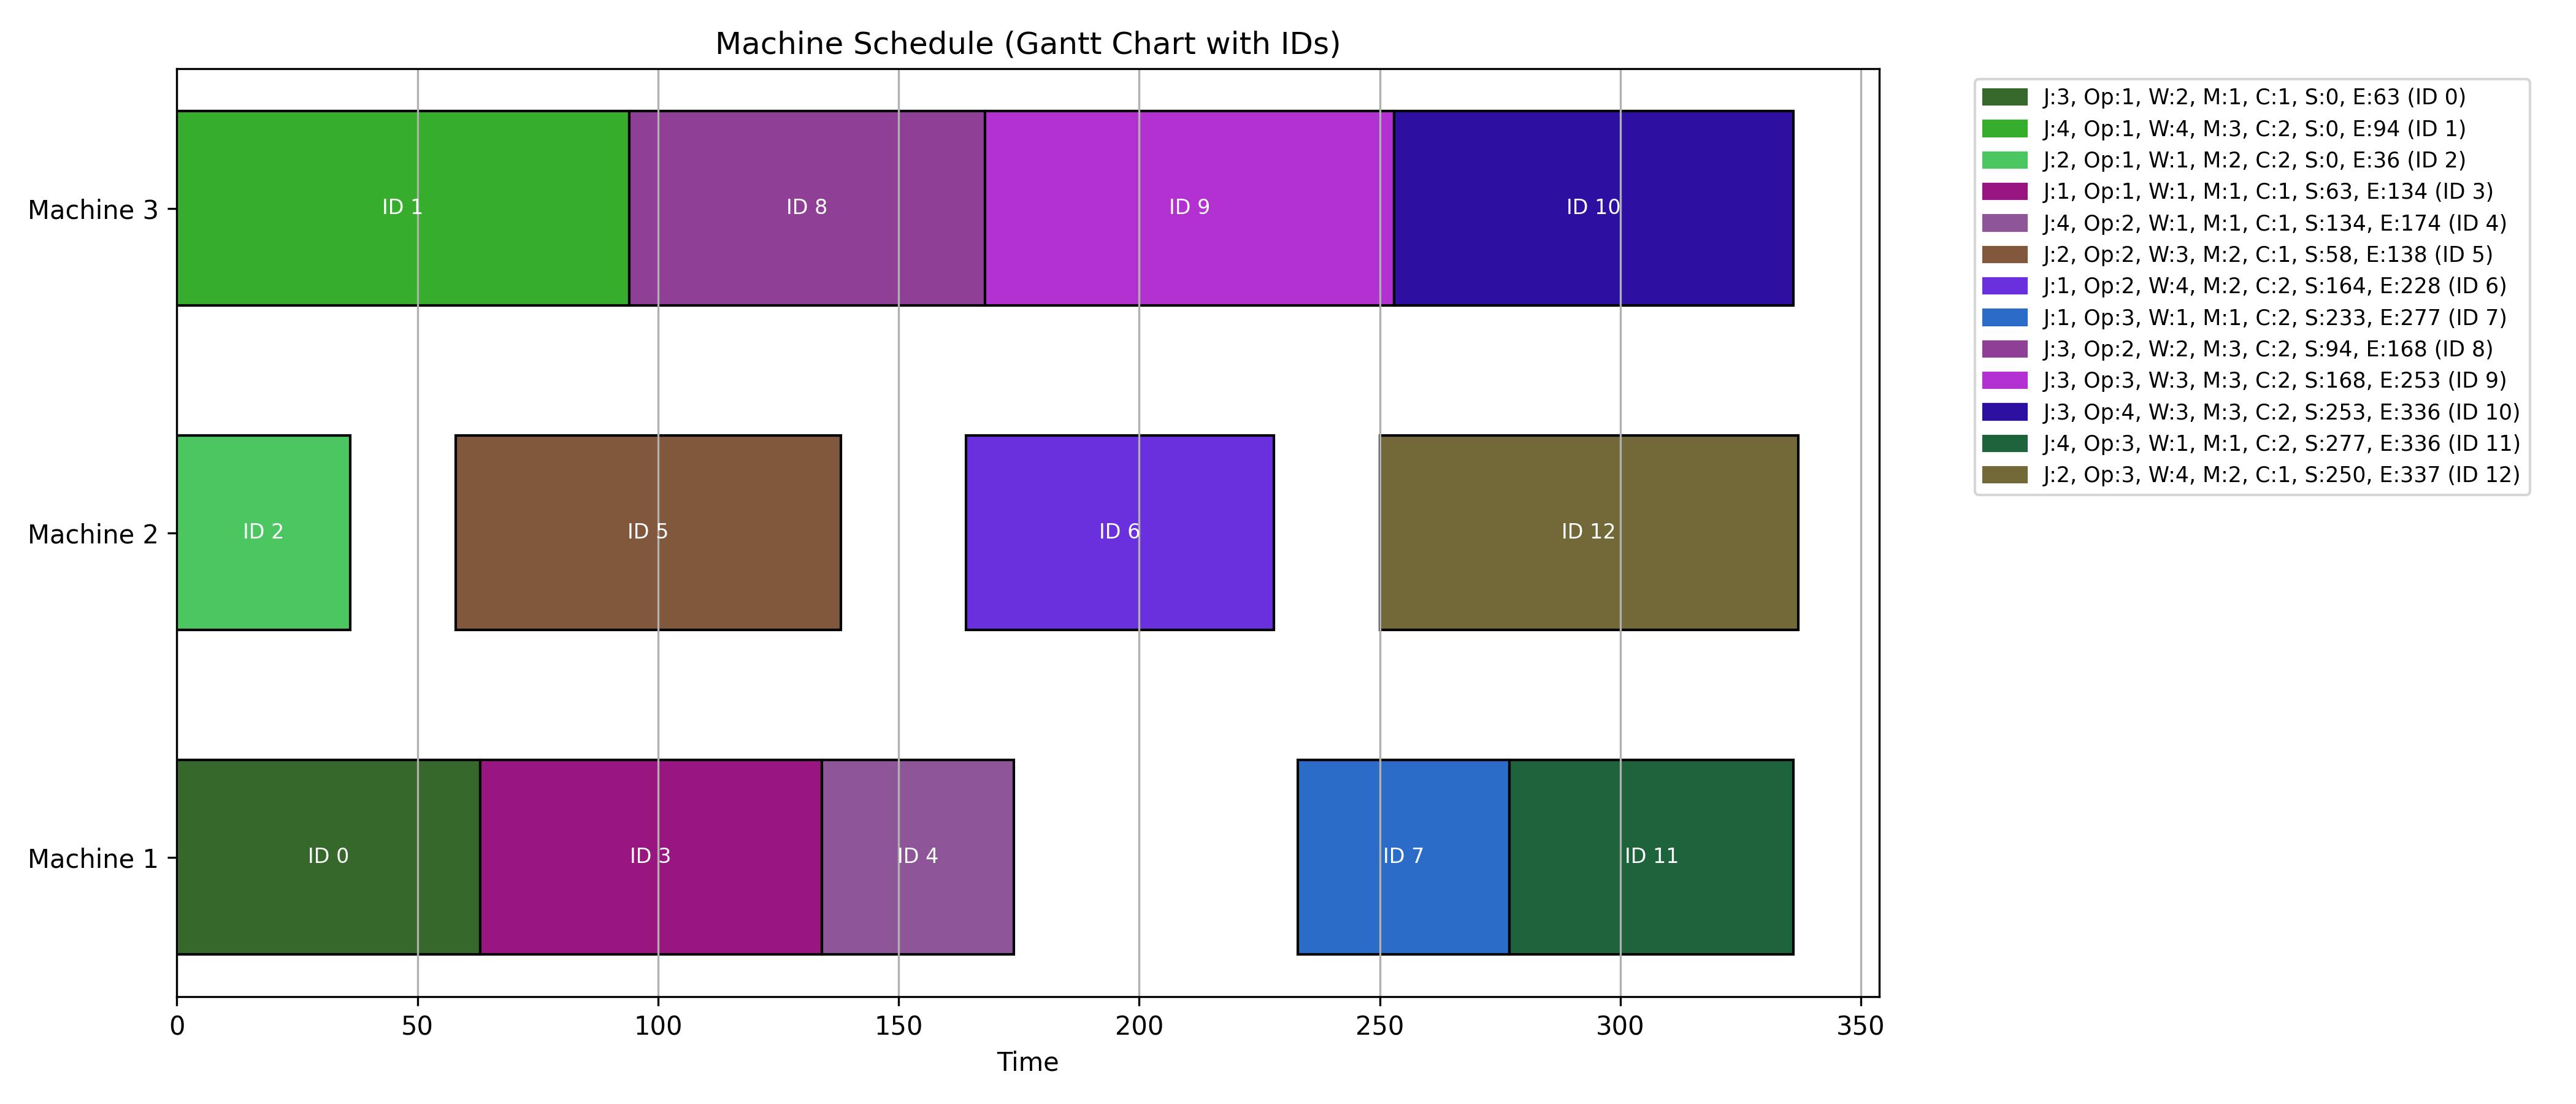 Machine Schedule (Gantt Chart with IDs)
Machine 3
ID 1
ID 8
ID 9
ID 10
Machine 2
ID 2
ID 5
ID 6
ID 12
Machine 1
ID 0
ID 3
ID 4
ID 7
ID 11
0 50 100 150 200 250 300 350
Time
J:3, Op:1, W:2, M:1, C:1, S:0, E:63 (ID 0)
J:4, Op:1, W:4, M:3, C:2, S:0, E:94 (ID 1)
J:2, Op:1, W:1, M:2, C:2, S:0, E:36 (ID 2)
J:1, Op:1, W:1, M:1, C:1, S:63, E:134 (ID 3)
J:4, Op:2, W:1, M:1, C:1, S:134, E:174 (ID 4)
J:2, Op:2, W:3, M:2, C:1, S:58, E:138 (ID 5)
J:1, Op:2, W:4, M:2, C:2, S:164, E:228 (ID 6)
J:1, Op:3, W:1, M:1, C:2, S:233, E:277 (ID 7)
J:3, Op:2, W:2, M:3, C:2, S:94, E:168 (ID 8)
J:3, Op:3, W:3, M:3, C:2, S:168, E:253 (ID 9)
J:3, Op:4, W:3, M:3, C:2, S:253, E:336 (ID 10)
J:4, Op:3, W:1, M:1, C:2, S:277, E:336 (ID 11)
J:2, Op:3, W:4, M:2, C:1, S:250, E:337 (ID 12)